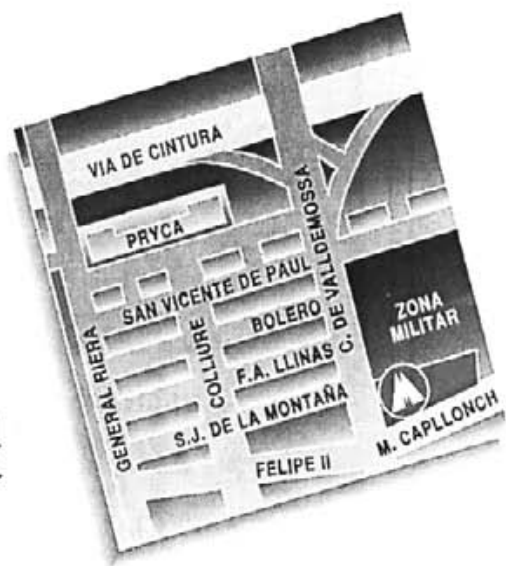 VIA DE CINTURA
PRYCA
SAN VICENTE DE PAUL
C. DE VALLDEMOSSA
BOLERO
ZONA
MILITAR
GENERAL RIERA
COLLIURE
F.A. LLINAS
S.J. DE LA MONTAÑA
M. CAPLLONCH
FELIPE II